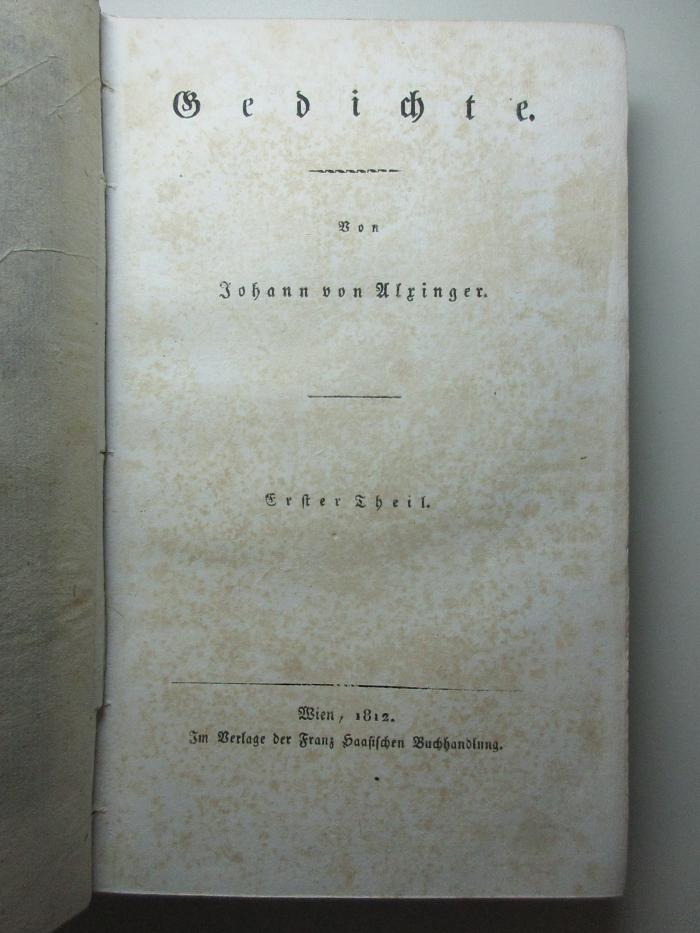 Gedichte.
Von
Johann von Alxinger.
Erster Theil.
Wien, 1812.
Im Verlage der Franz Haasischen Buchhandlung.